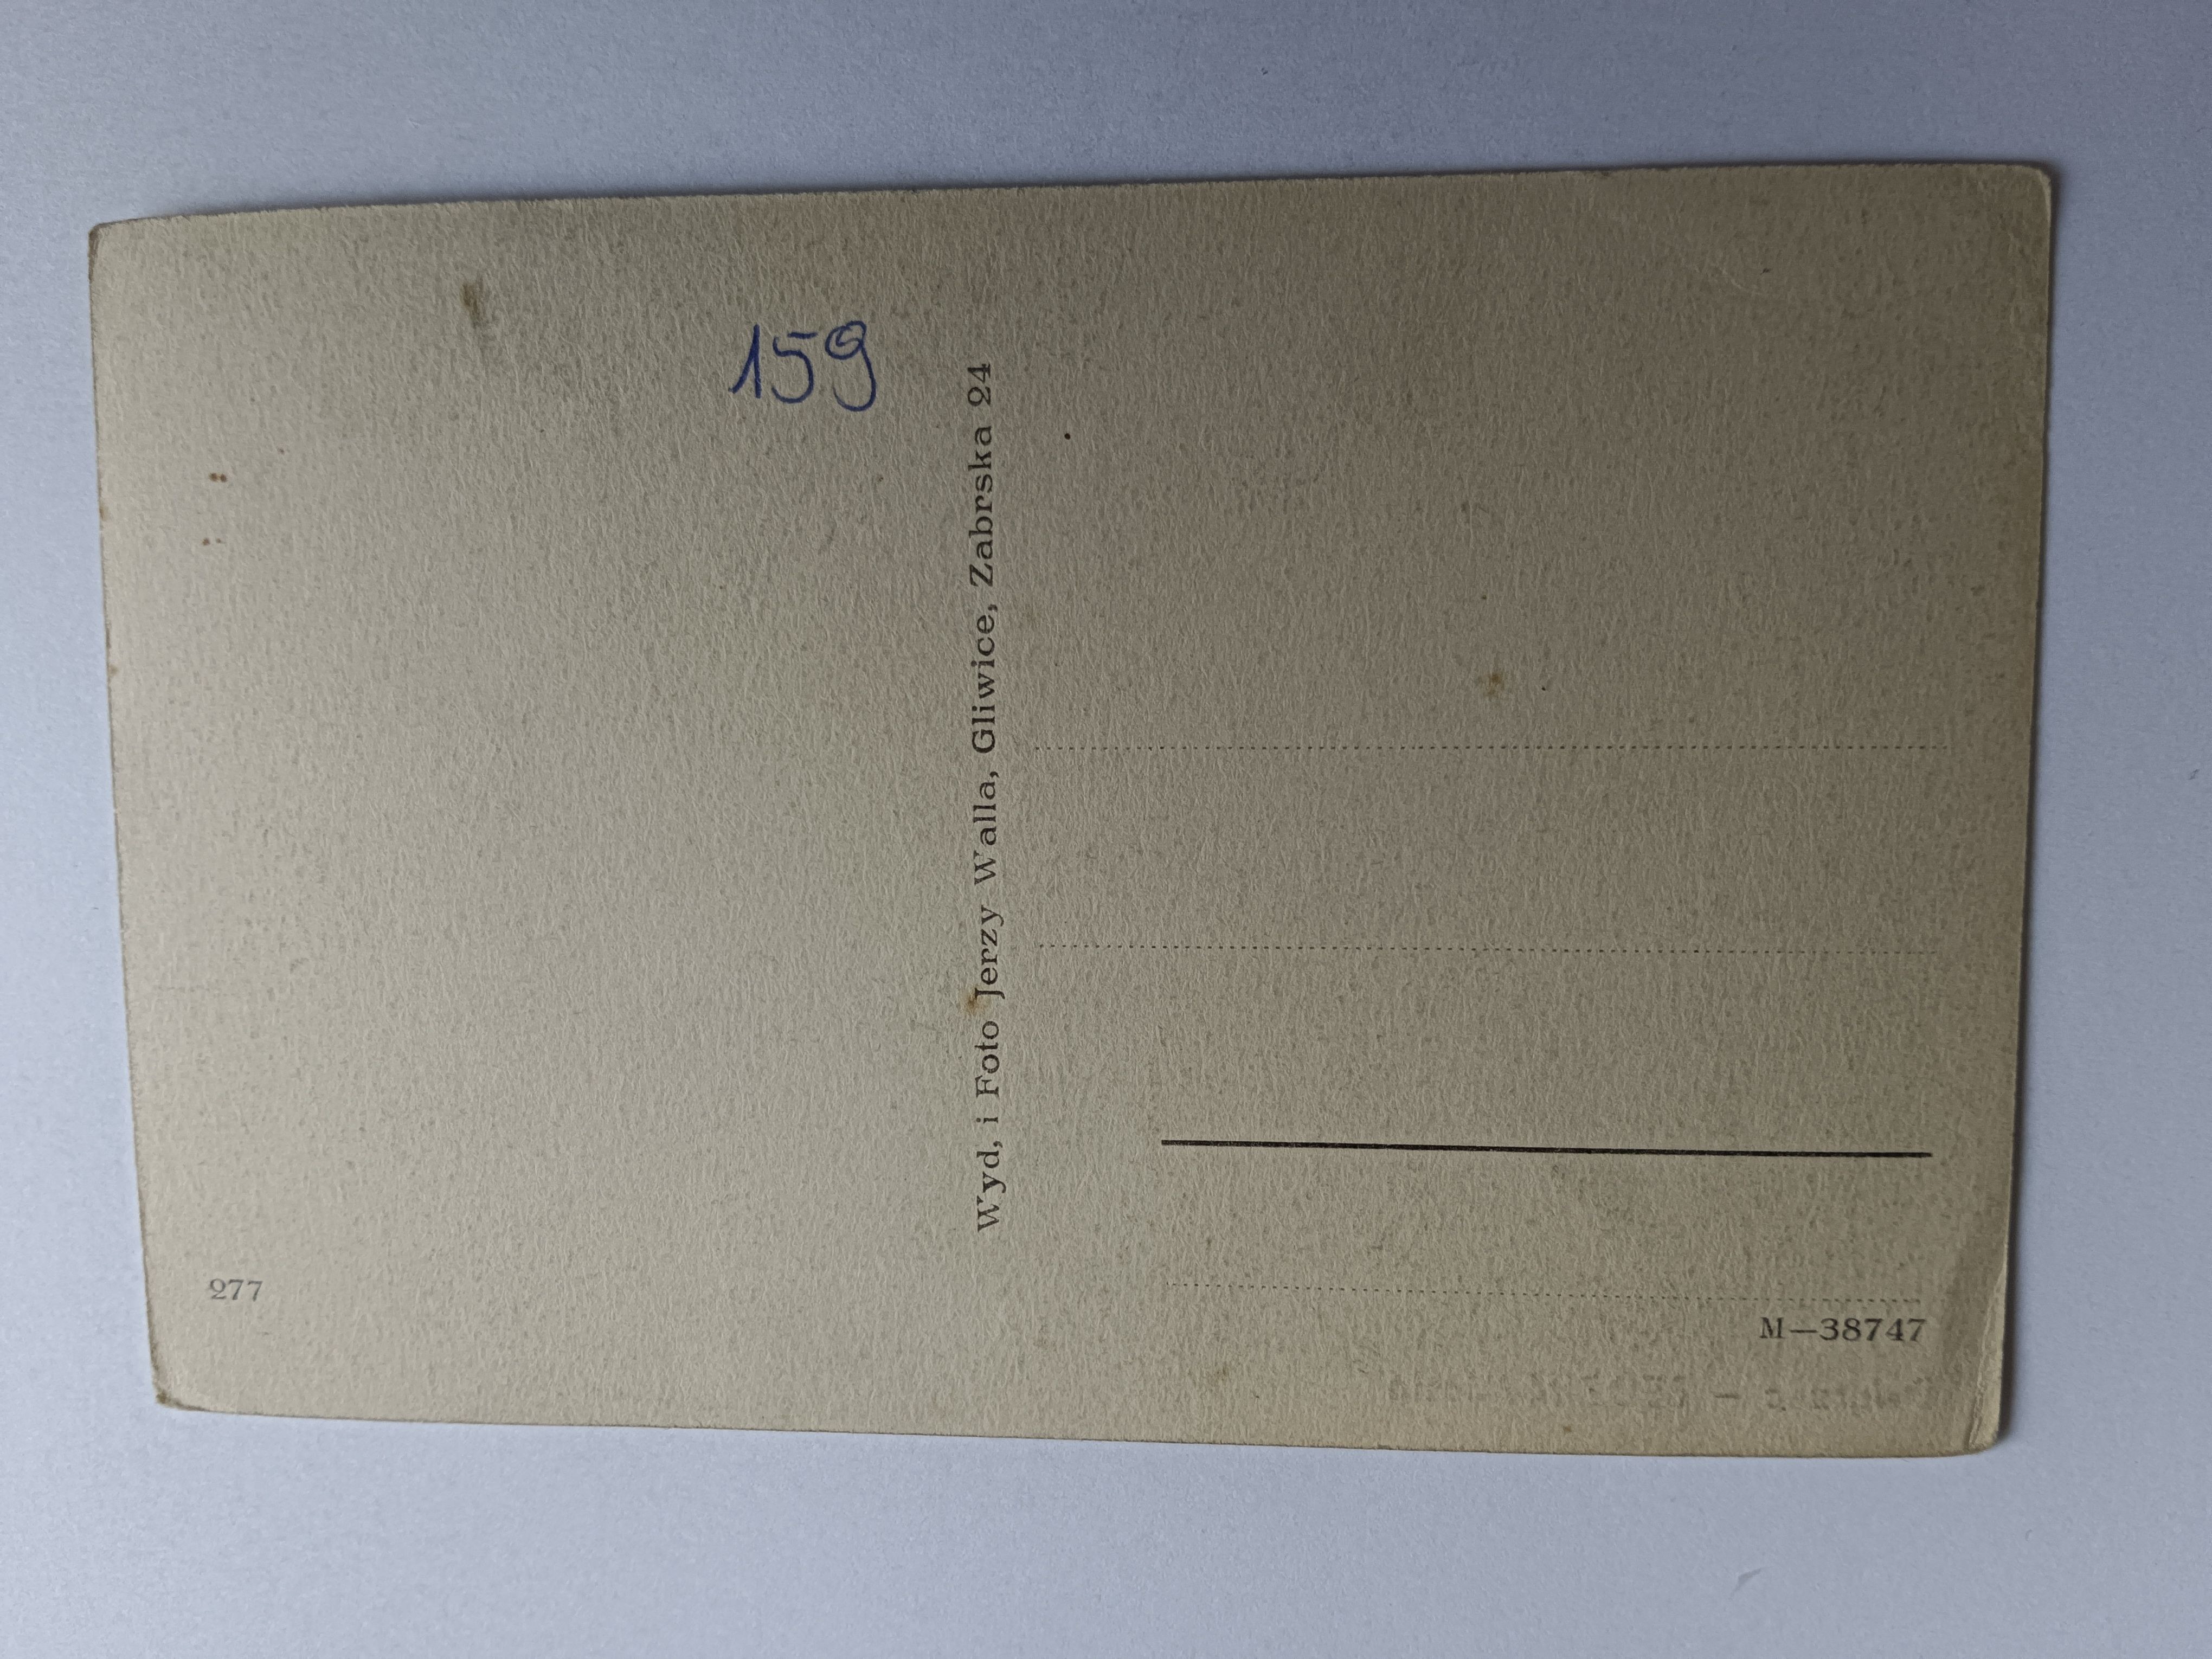 159
Wyd, i Foto Jerzy Walla, Gliwice, Zabrska 24
277
M—38747